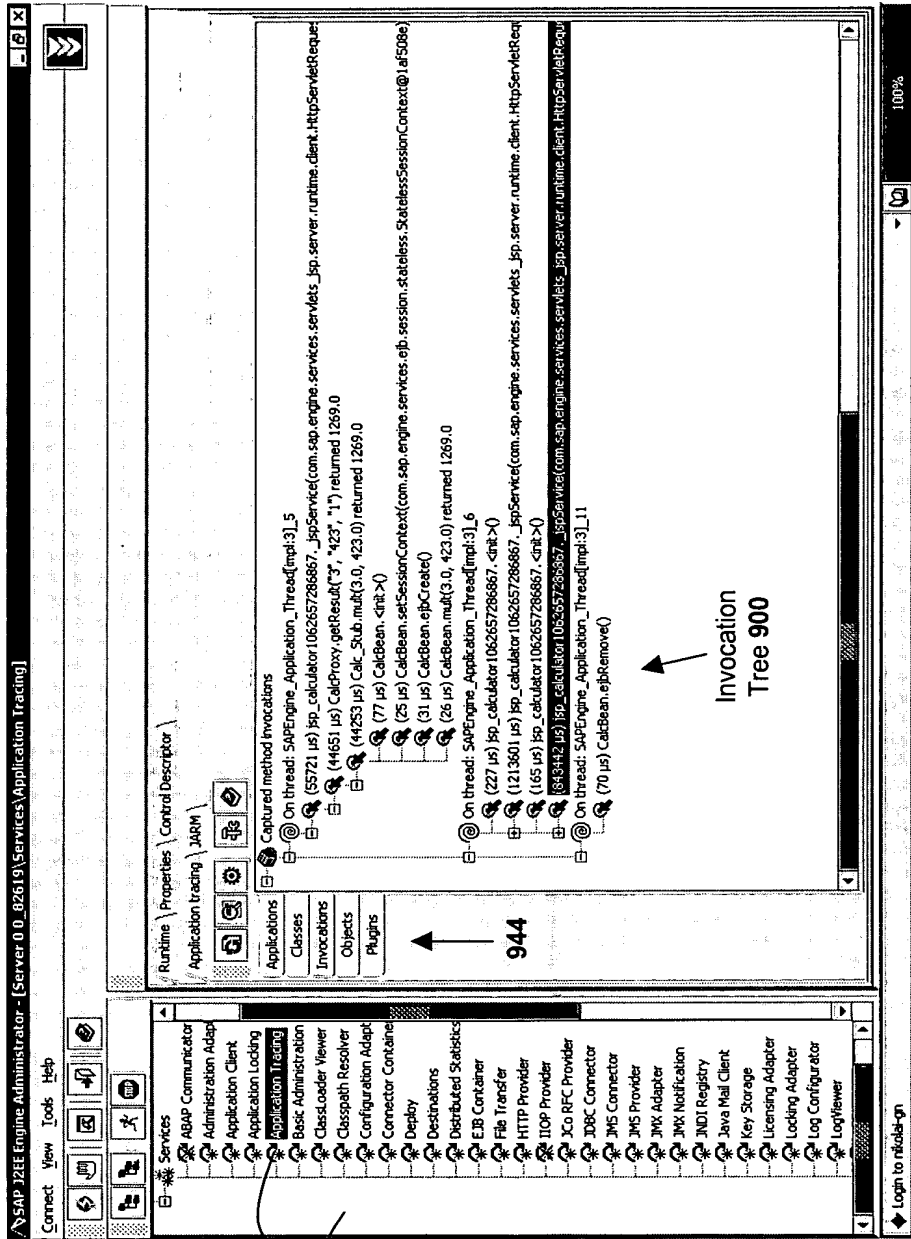 SAP J2EE Engine Administrator - [Server 0 0_82619\Services\Application Tracing]
Connect View Tools Help
Services
ABAP Communicator
Administration Adapt
Application Client
Application Locking
Application Tracing
Basic Administration
ClassLoader Viewer
Classpath Resolver
Configuration Adapt
Connector Container
Deploy
Destinations
Distributed Statistics
EJB Container
File Transfer
HTTP Provider
IIOP Provider
JCo RFC Provider
JDBC Connector
JMS Connector
JMS Provider
JMX Adapter
JMX Notification
JNDI Registry
Java Mail Client
Key Storage
Licensing Adapter
Locking Adapter
Log Configurator
LogViewer
Runtime Properties Control Descriptor
Application tracing JARM
Applications
Classes
Invocations
Objects
Plugins
944
Captured method invocations
On thread: SAPEngine_Application_Thread[impl:3]_5
(55721 µs) jsp_calculator1062657286867._jspService(com.sap.engine.services.servlets_jsp.server.runtime.client.HttpServletReques
(44651 µs) CalcProxy.getResult("3", "423", "1") returned 1269.0
(44253 µs) Calc_Stub.mult(3.0, 423.0) returned 1269.0
(77 µs) CalcBean.<init>()
(25 µs) CalcBean.setSessionContext(com.sap.engine.services.ejb.session.stateless.StatelessSessionContext@1af508e)
(31 µs) CalcBean.ejbCreate()
(26 µs) CalcBean.mult(3.0, 423.0) returned 1269.0
On thread: SAPEngine_Application_Thread[impl:3]_6
(227 µs) jsp_calculator1062657286867.<init>()
(1213601 µs) jsp_calculator1062657286867._jspService(com.sap.engine.services.servlets_jsp.server.runtime.client.HttpServletReq
(165 µs) jsp_calculator1062657286867.<init>()
(843442 µs) jsp_calculator1062657286867._jspService(com.sap.engine.services.servlets_jsp.server.runtime.client.HttpServletRequ
On thread: SAPEngine_Application_Thread[impl:3]_11
(70 µs) CalcBean.ejbRemove()
Invocation
Tree 900
Login to nikolai-gn
100%